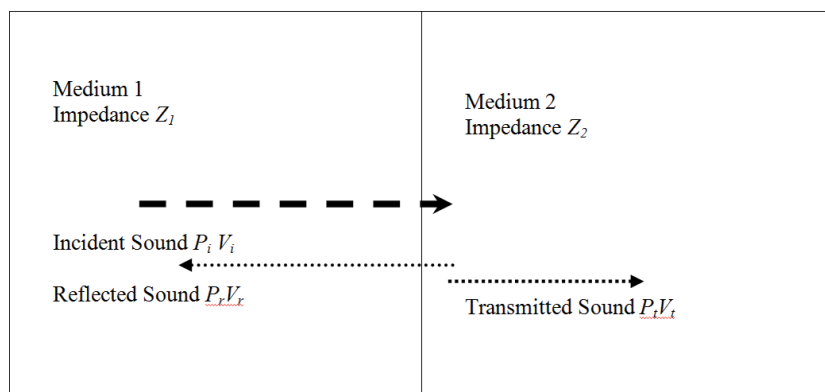 Medium 1
Impedance Z1
Medium 2
Impedance Z2
Incident Sound Pi Vi
Reflected Sound PrVr
Transmitted Sound PtVt